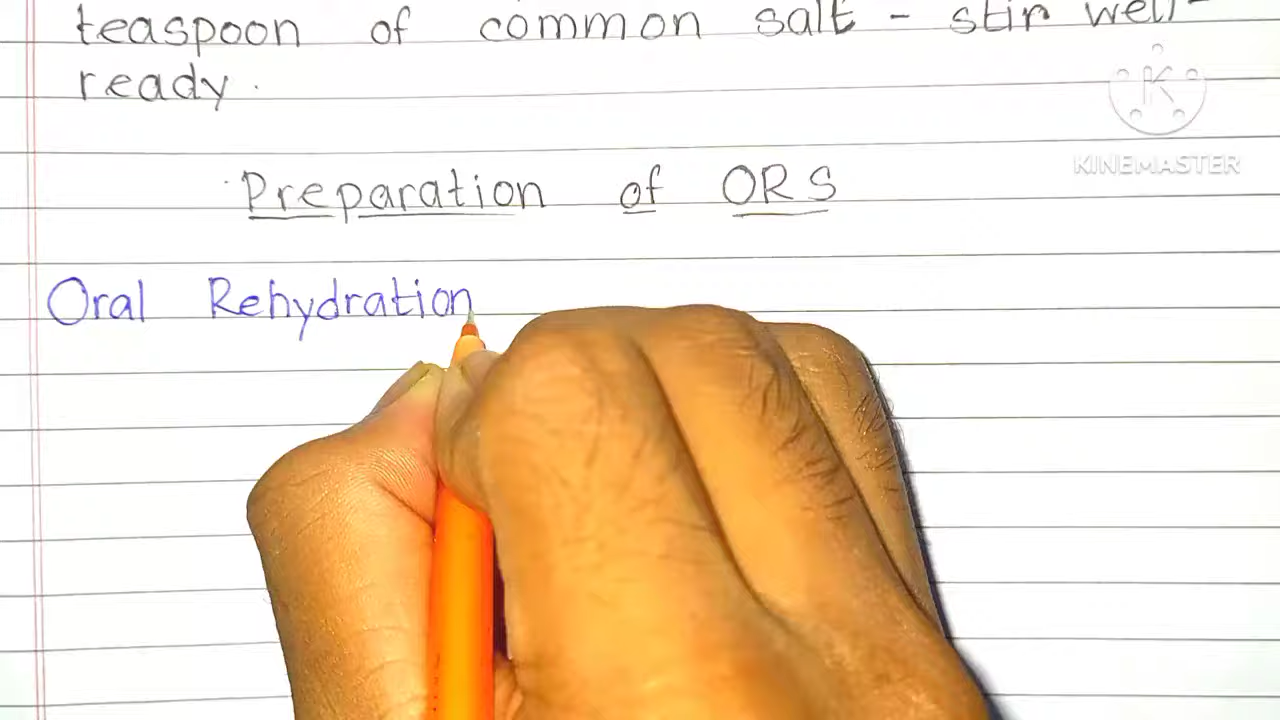 teaspoon of common salt - stir well-
ready.
KINEMASTER
Preparation of ORS
Oral Rehydration